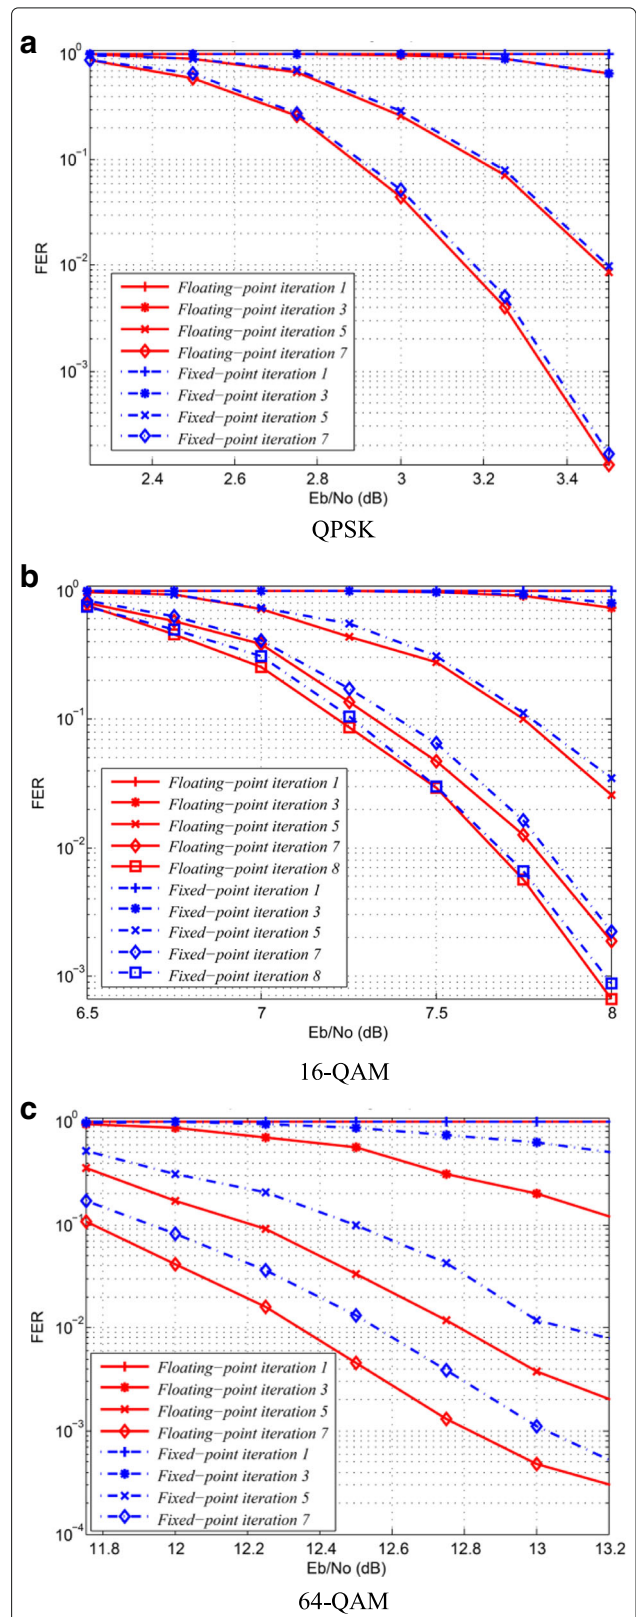 a
10^0
10^-1
10^-2
10^-3
FER
Floating-point iteration 1
Floating-point iteration 3
Floating-point iteration 5
Floating-point iteration 7
Fixed-point iteration 1
Fixed-point iteration 3
Fixed-point iteration 5
Fixed-point iteration 7
2.4 2.6 2.8 3 3.2 3.4
Eb/No (dB)
QPSK
b
10^0
10^-1
10^-2
10^-3
FER
Floating-point iteration 1
Floating-point iteration 3
Floating-point iteration 5
Floating-point iteration 7
Floating-point iteration 8
Fixed-point iteration 1
Fixed-point iteration 3
Fixed-point iteration 5
Fixed-point iteration 7
Fixed-point iteration 8
6.5 7 7.5 8
Eb/No (dB)
16-QAM
c
10^0
10^-1
10^-2
10^-3
10^-4
FER
Floating-point iteration 1
Floating-point iteration 3
Floating-point iteration 5
Floating-point iteration 7
Fixed-point iteration 1
Fixed-point iteration 3
Fixed-point iteration 5
Fixed-point iteration 7
11.8 12 12.2 12.4 12.6 12.8 13 13.2
Eb/No (dB)
64-QAM